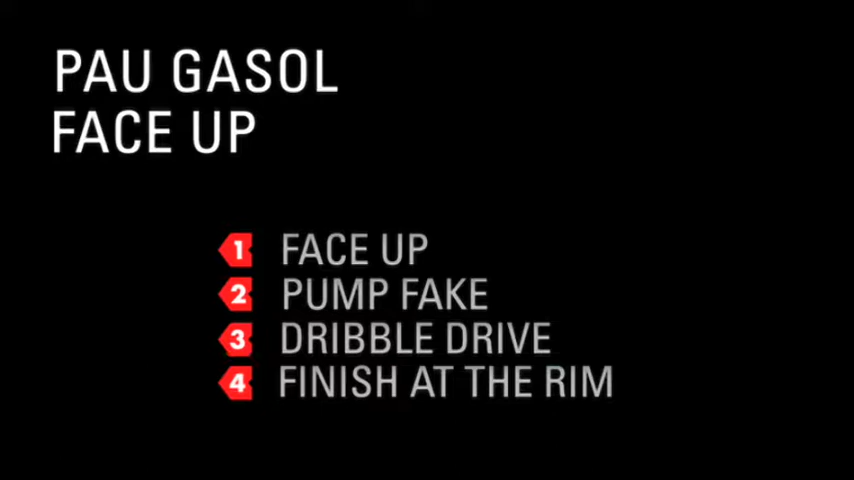 PAU GASOL
FACE UP
1 FACE UP
2 PUMP FAKE
3 DRIBBLE DRIVE
4 FINISH AT THE RIM